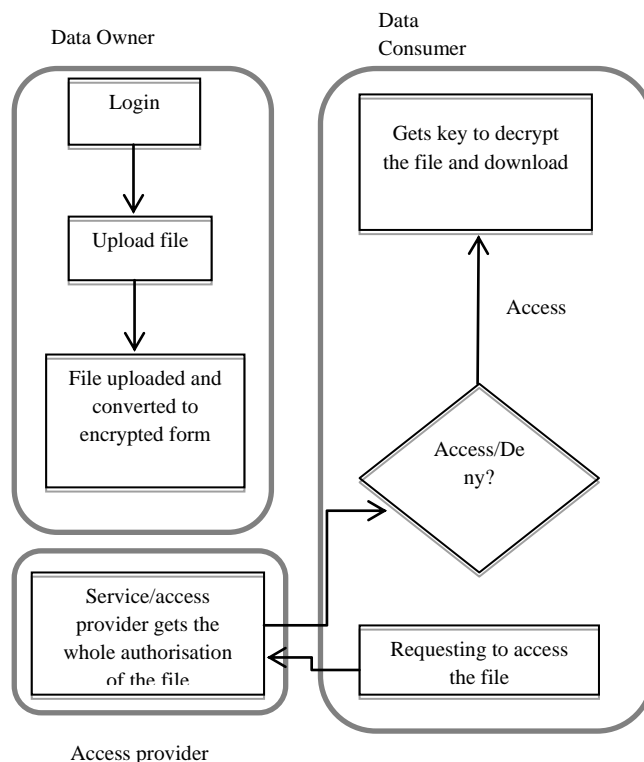 Data Owner
Login
Upload file
File uploaded and
converted to
encrypted form
Data
Consumer
Gets key to decrypt
the file and download
Access
Access/De
ny?
Service/access
provider gets the
whole authorisation
of the file
Requesting to access
the file
Access provider